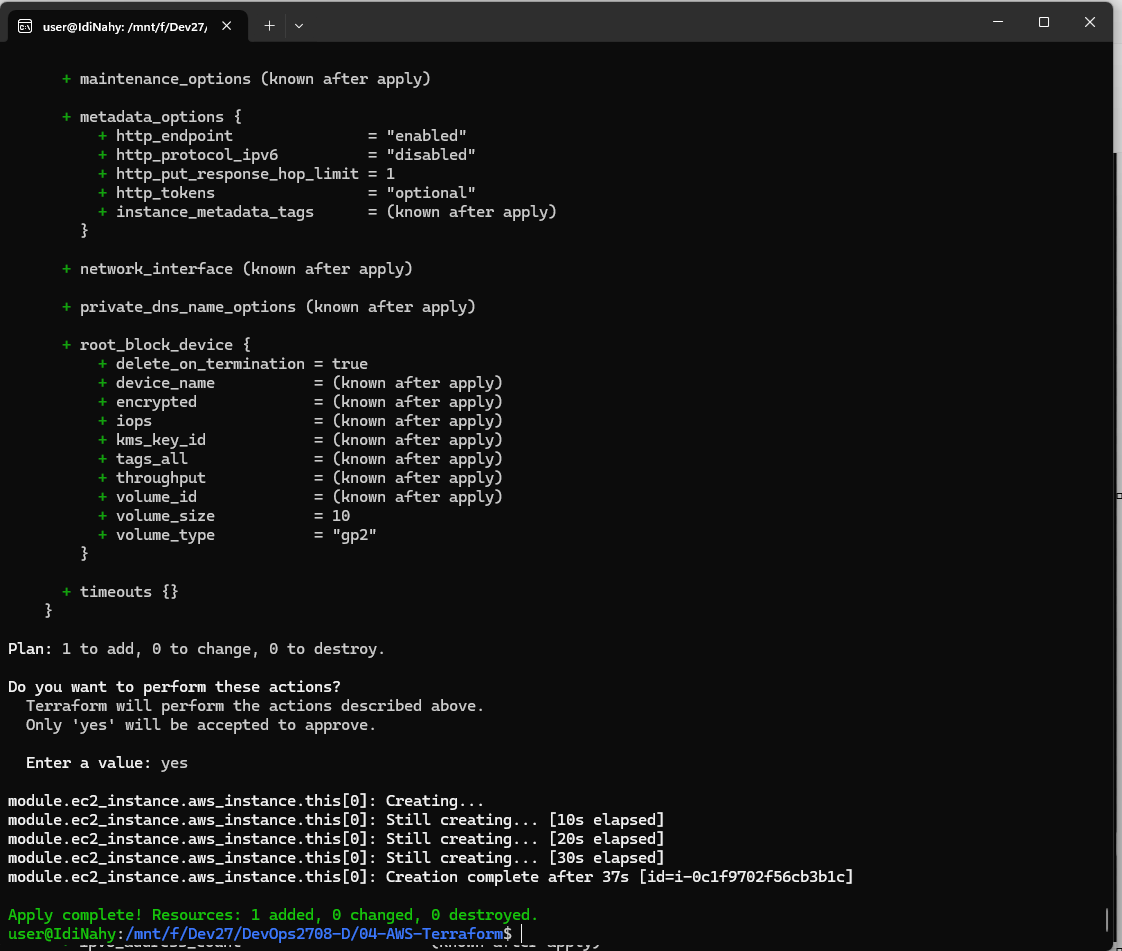 user@IdiNahy: /mnt/f/Dev27/
+ maintenance_options (known after apply)
+ metadata_options {
+ http_endpoint = "enabled"
+ http_protocol_ipv6 = "disabled"
+ http_put_response_hop_limit = 1
+ http_tokens = "optional"
+ instance_metadata_tags = (known after apply)
}
+ network_interface (known after apply)
+ private_dns_name_options (known after apply)
+ root_block_device {
+ delete_on_termination = true
+ device_name = (known after apply)
+ encrypted = (known after apply)
+ iops = (known after apply)
+ kms_key_id = (known after apply)
+ tags_all = (known after apply)
+ throughput = (known after apply)
+ volume_id = (known after apply)
+ volume_size = 10
+ volume_type = "gp2"
}
+ timeouts {}
}
Plan: 1 to add, 0 to change, 0 to destroy.
Do you want to perform these actions?
Terraform will perform the actions described above.
Only 'yes' will be accepted to approve.
Enter a value: yes
module.ec2_instance.aws_instance.this[0]: Creating...
module.ec2_instance.aws_instance.this[0]: Still creating... [10s elapsed]
module.ec2_instance.aws_instance.this[0]: Still creating... [20s elapsed]
module.ec2_instance.aws_instance.this[0]: Still creating... [30s elapsed]
module.ec2_instance.aws_instance.this[0]: Creation complete after 37s [id=i-0c1f9702f56cb3b1c]
Apply complete! Resources: 1 added, 0 changed, 0 destroyed.
user@IdiNahy:/mnt/f/Dev27/DevOps2708-D/04-AWS-Terraform$